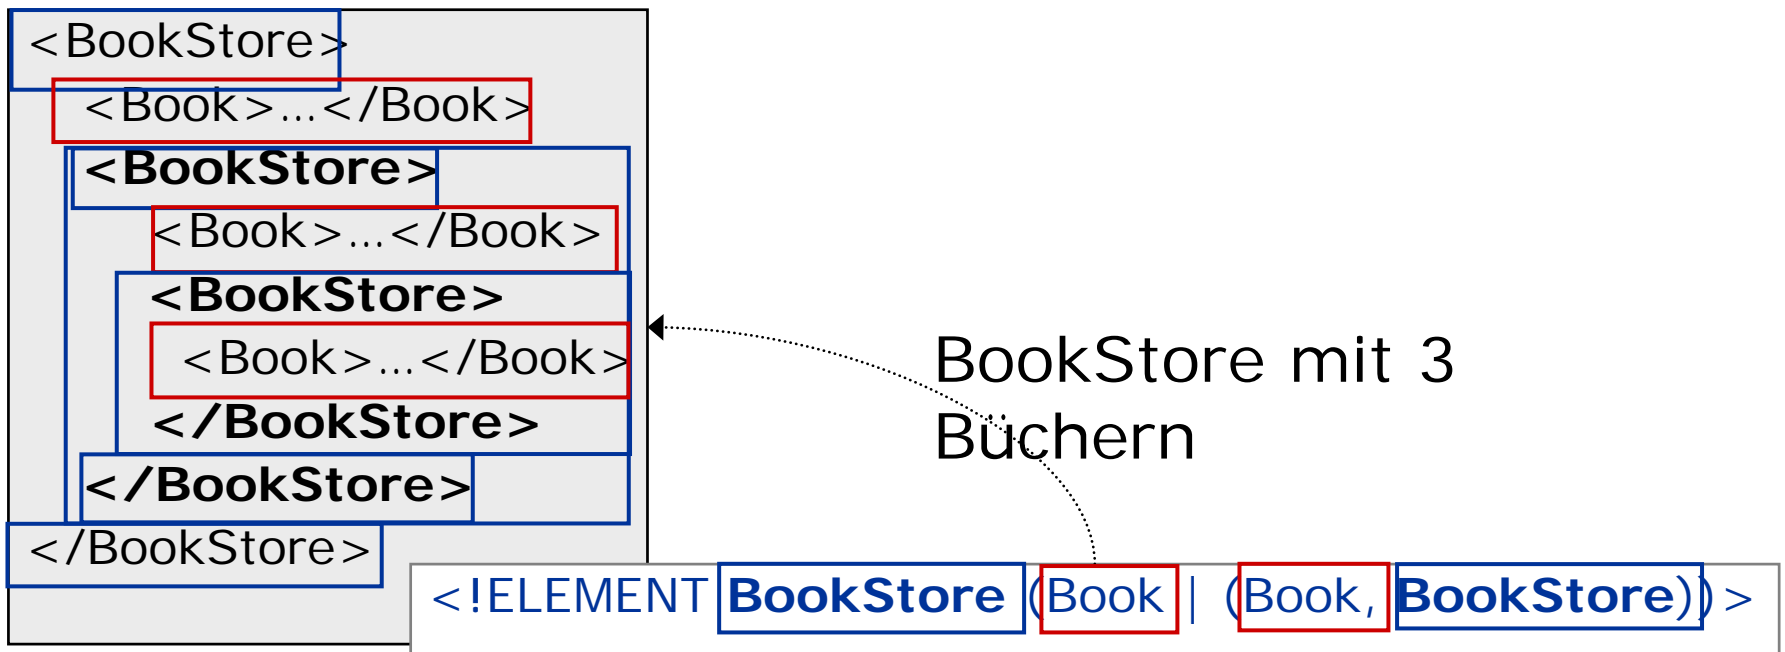 <BookStore>
<Book>...</Book>
<BookStore>
<Book>...</Book>
<BookStore>
<Book>...</Book>
</BookStore>
</BookStore>
</BookStore>
BookStore mit 3
Büchern
<!ELEMENT BookStore (Book | (Book, BookStore))>